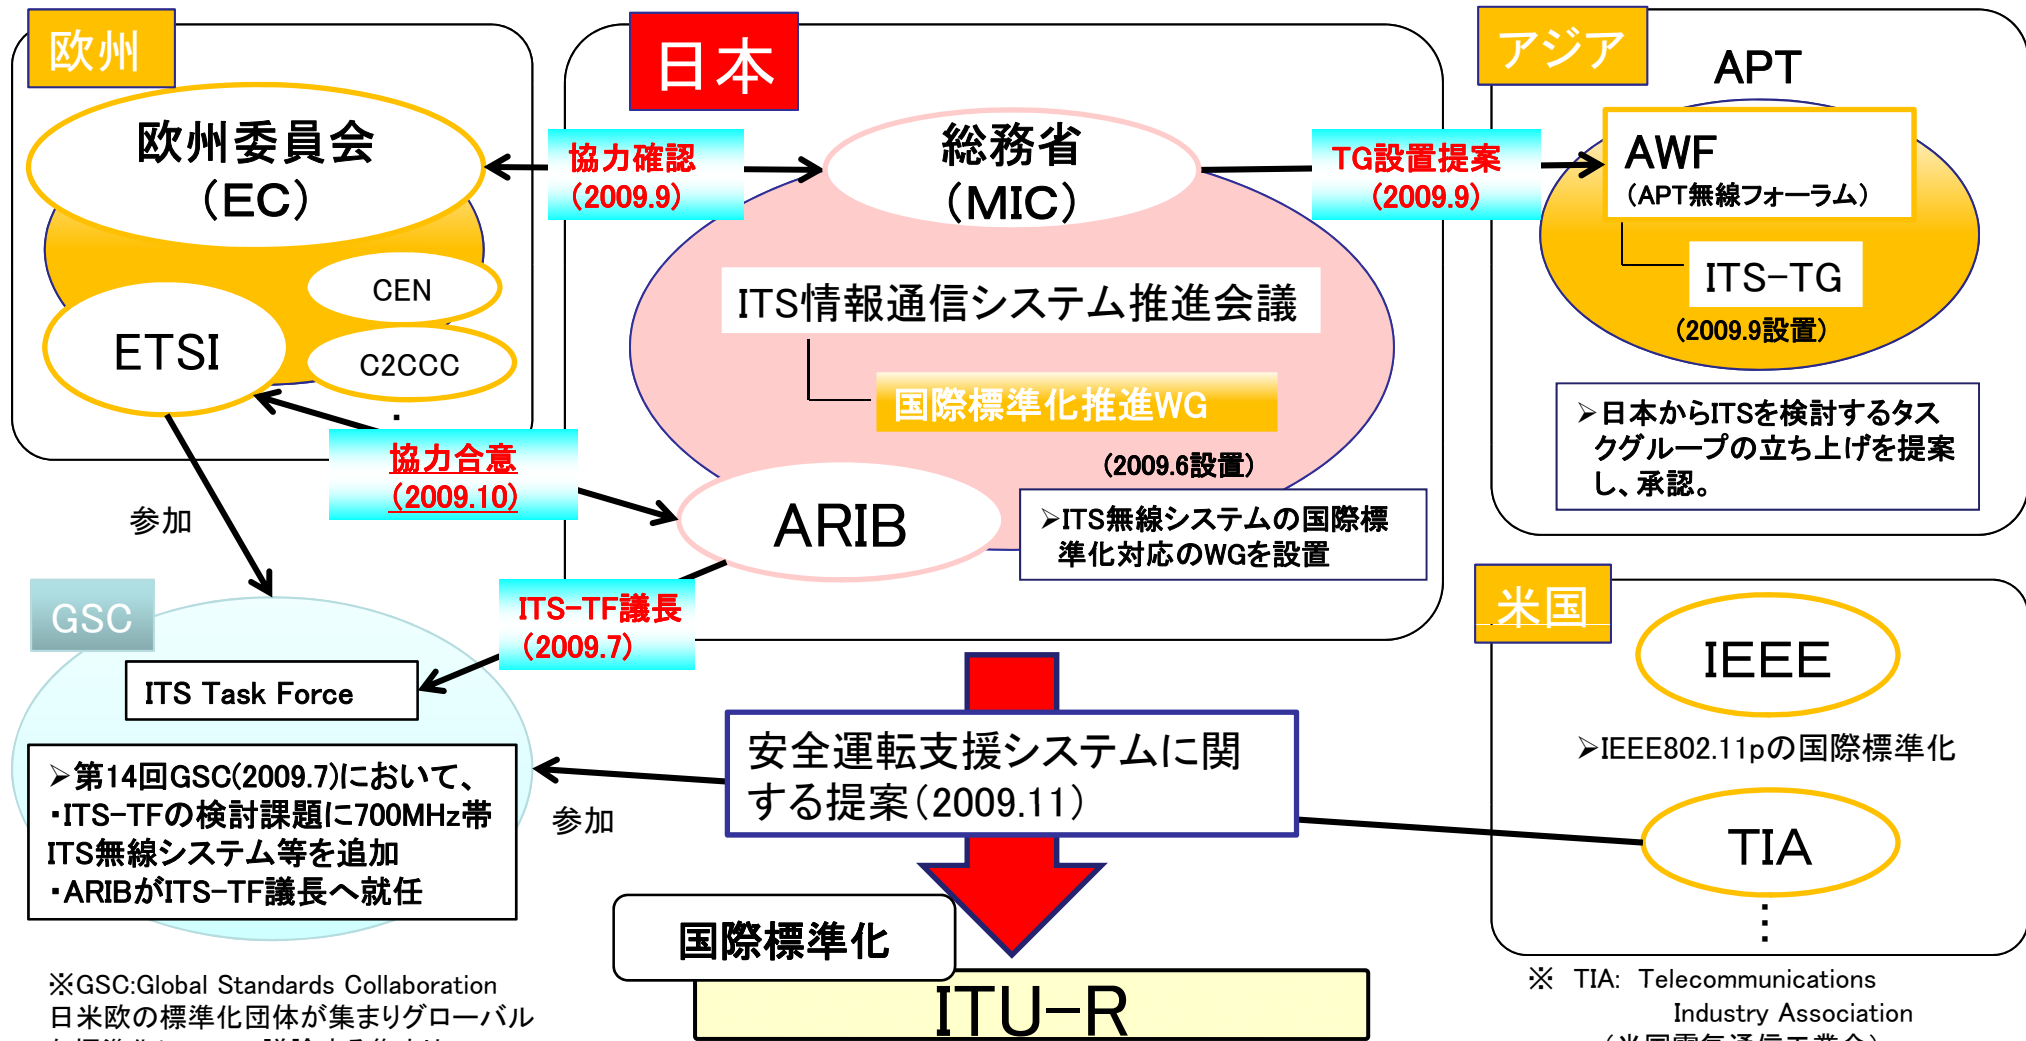 欧州
欧州委員会
（EC）
CEN
ETSI
C2CCC
・
協力確認
(2009.9)
日本
総務省
（MIC）
ITS情報通信システム推進会議
国際標準化推進WG
(2009.6設置)
➢ITS無線システムの国際標
準化対応のWGを設置
ARIB
TG設置提案
(2009.9)
アジア
APT
AWF
(APT無線フォーラム)
ITS-TG
(2009.9設置)
➢日本からITSを検討するタス
クグループの立ち上げを提案
し、承認。
協力合意
(2009.10)
参加
ITS-TF議長
(2009.7)
GSC
ITS Task Force
➢第14回GSC(2009.7)において、
・ITS-TFの検討課題に700MHz帯
ITS無線システム等を追加
・ARIBがITS-TF議長へ就任
参加
安全運転支援システムに関
する提案（2009.11）
米国
IEEE
➢IEEE802.11pの国際標準化
TIA
⋮
国際標準化
ITU-R
※GSC:Global Standards Collaboration
日米欧の標準化団体が集まりグローバル
※ TIA: Telecommunications
Industry Association
（米国電気通信工業会）